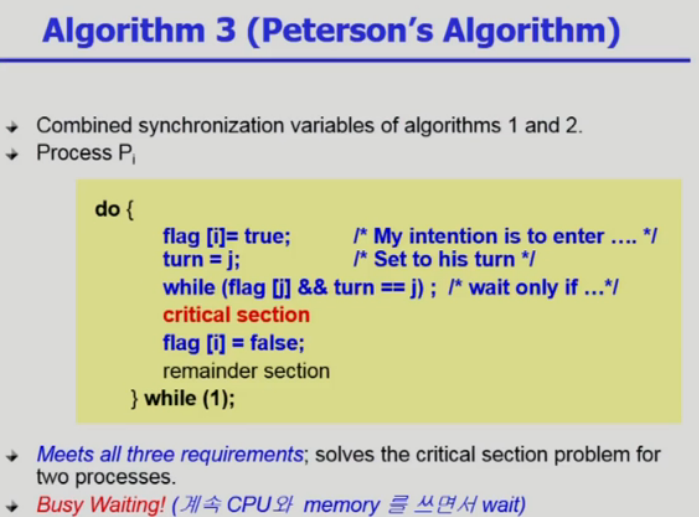 Algorithm 3 (Peterson's Algorithm)
Combined synchronization variables of algorithms 1 and 2.
Process Pi
do {
flag [i]= true; /* My intention is to enter .... */
turn = j; /* Set to his turn */
while (flag [j] && turn == j) ; /* wait only if ...*/
critical section
flag [i] = false;
remainder section
} while (1);
Meets all three requirements; solves the critical section problem for
two processes.
Busy Waiting! (계속 CPU와 memory 를 쓰면서 wait)